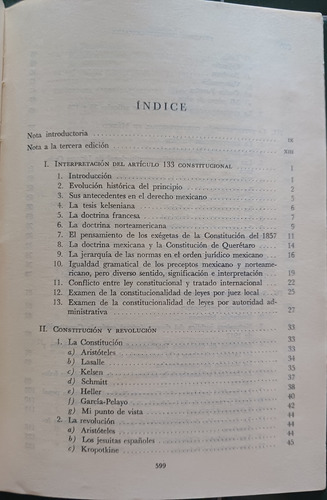 ÍNDICE
Nota introductoria IX
Nota a la tercera edición XIII
I. INTERPRETACIÓN DEL ARTÍCULO 133 CONSTITUCIONAL 1
1. Introducción 1
2. Evolución histórica del principio 2
3. Sus antecedentes en el derecho mexicano 5
4. La tesis kelseniana 6
5. La doctrina francesa 7
6. La doctrina norteamericana 9
7. El pensamiento de los exégetas de la Constitución del 1857 11
8. La doctrina mexicana y la Constitución de Querétaro 14
9. La jerarquía de las normas en el orden jurídico mexicano 16
10. Igualdad gramatical de los preceptos mexicano y norteame-
ricano, pero diverso sentido, significación e interpretación 19
11. Conflicto entre ley constitucional y tratado internacional 22
12. Examen de la constitucionalidad de leyes por juez local 25
13. Examen de la constitucionalidad de leyes por autoridad ad-
ministrativa 27
II. CONSTITUCIÓN Y REVOLUCIÓN 33
1. La Constitución 33
a) Aristóteles 33
b) Lasalle 34
c) Kelsen 35
d) Schmitt
e) Heller
f) García-Pelayo
g) Mi punto de vista 42
2. La revolución 44
a) Aristóteles 44
b) Los jesuitas españoles 44
c) Kropotkine 45
599